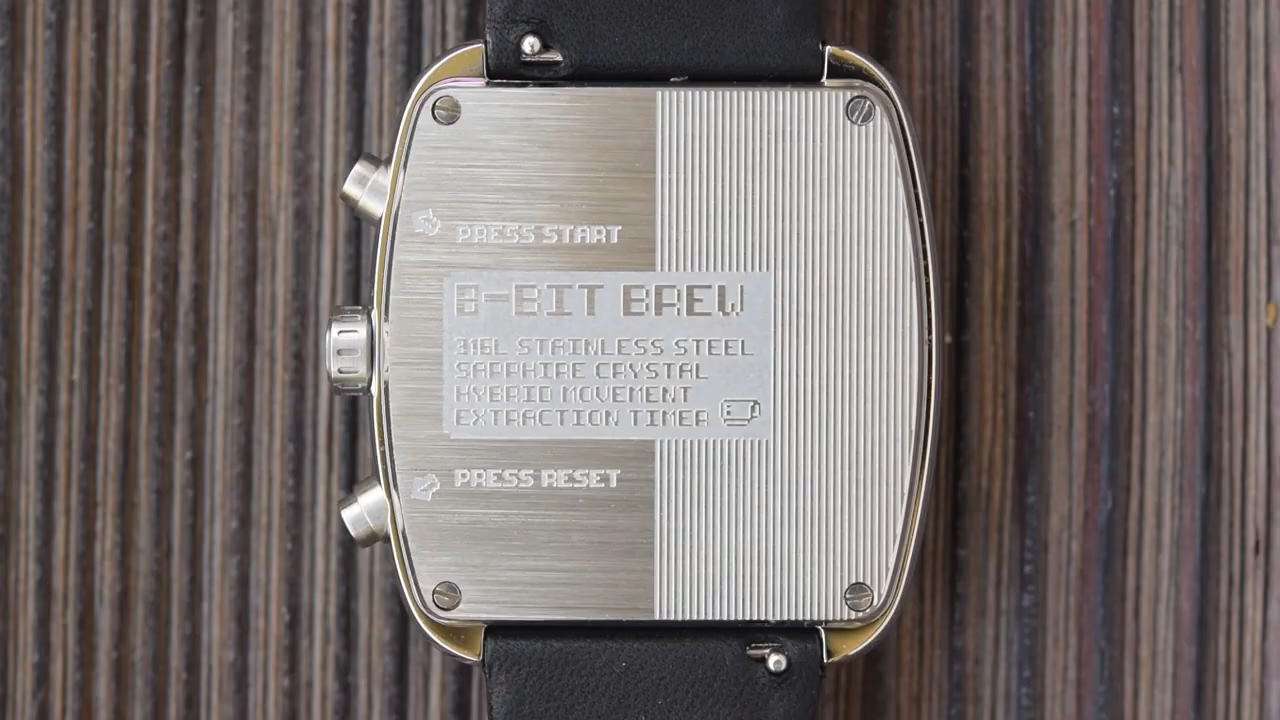 PRESS START
8-BIT BREW
316L STAINLESS STEEL
SAPPHIRE CRYSTAL
HYBRID MOVEMENT
EXTRACTION TIMER
PRESS RESET